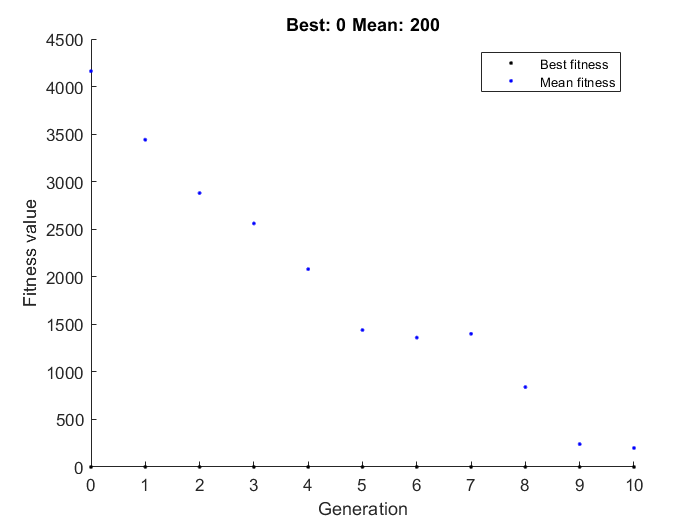 Best: 0 Mean: 200
4500
4000
3500
3000
2500
2000
1500
1000
500
0
Fitness value
Best fitness
Mean fitness
0 1 2 3 4 5 6 7 8 9 10
Generation